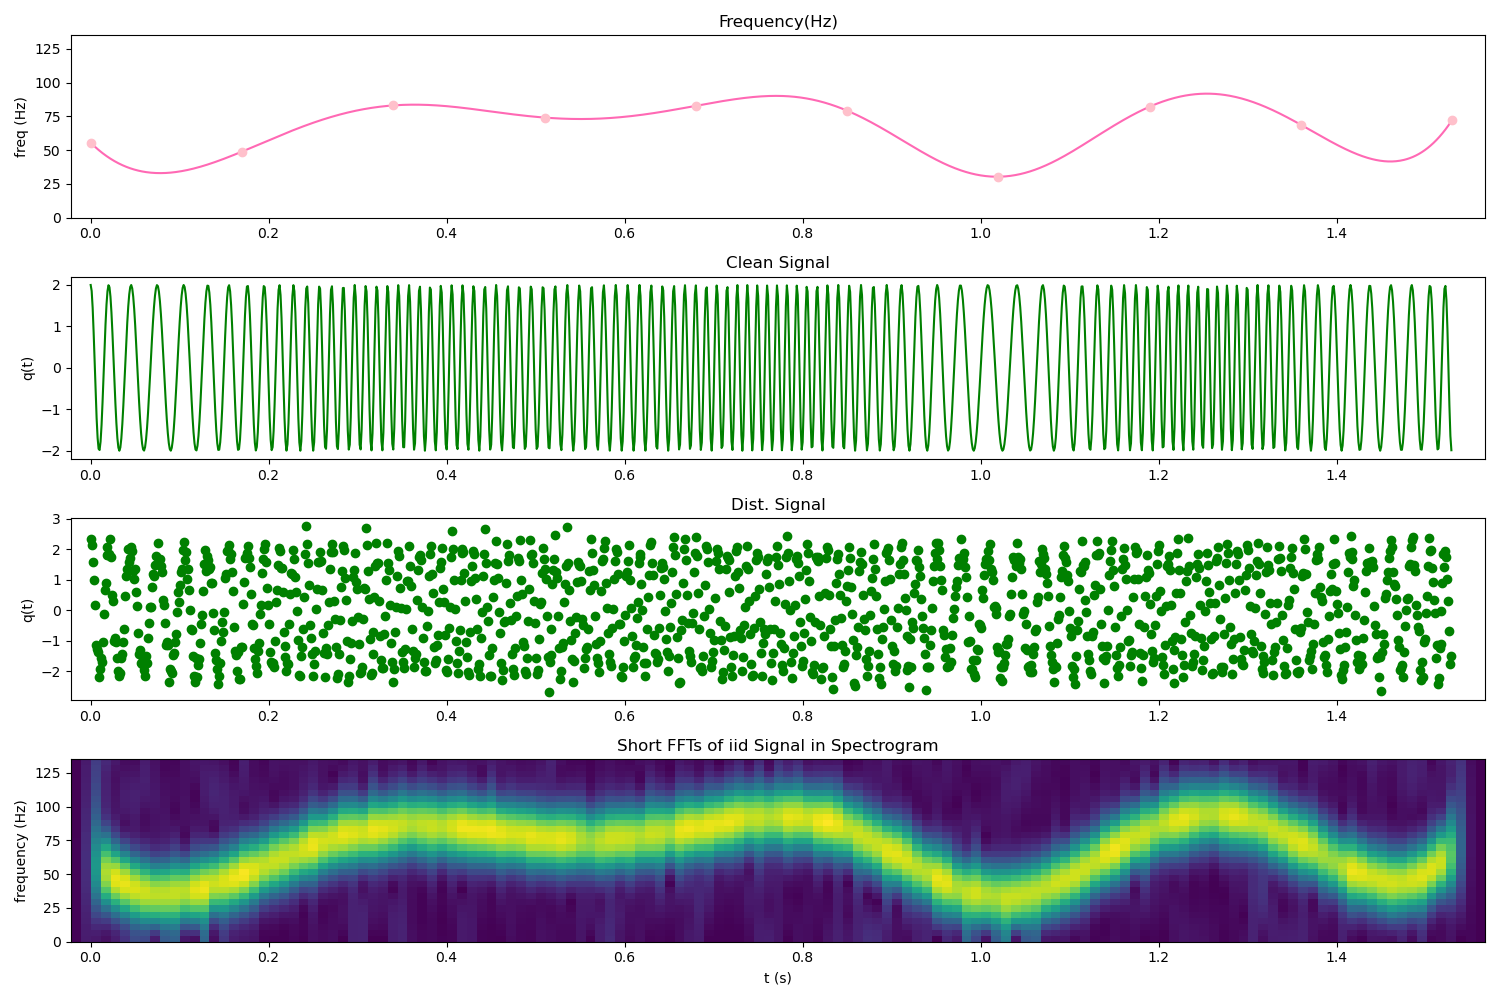 Frequency(Hz)
freq (Hz)
125
100
75
50
25
0
0.0 0.2 0.4 0.6 0.8 1.0 1.2 1.4
Clean Signal
q(t)
2
1
0
−1
−2
0.0 0.2 0.4 0.6 0.8 1.0 1.2 1.4
Dist. Signal
q(t)
3
2
1
0
−1
−2
0.0 0.2 0.4 0.6 0.8 1.0 1.2 1.4
Short FFTs of iid Signal in Spectrogram
frequency (Hz)
125
100
75
50
25
0
0.0 0.2 0.4 0.6 0.8 1.0 1.2 1.4
t (s)